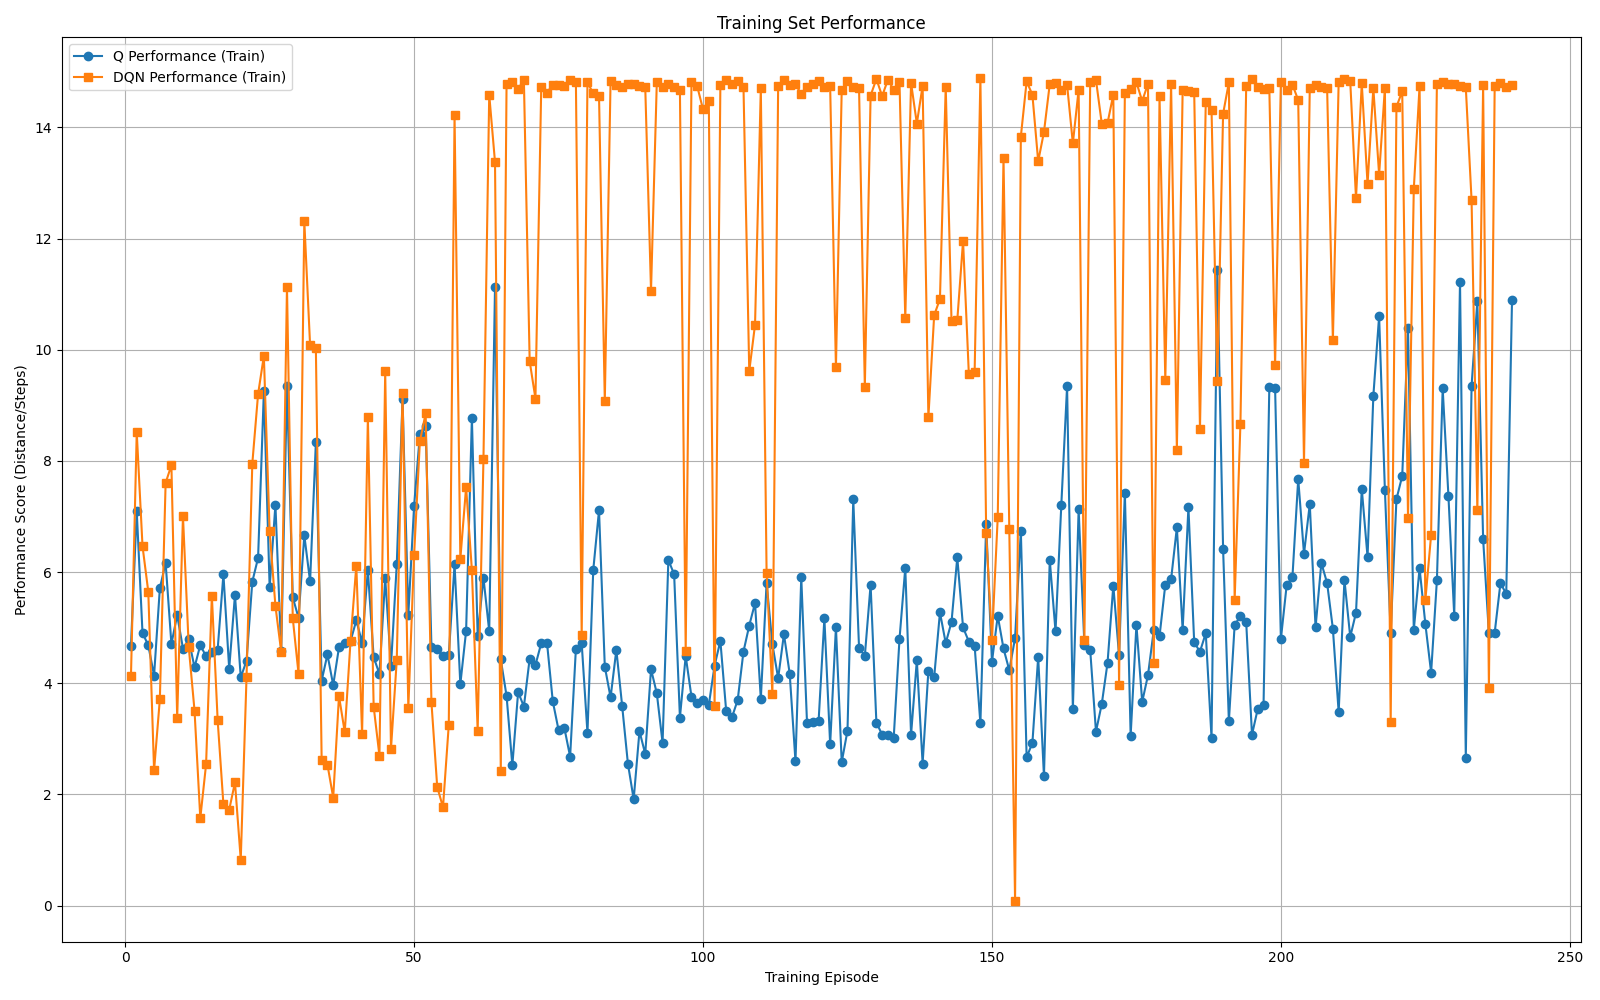 Training Set Performance
Q Performance (Train)
DQN Performance (Train)
Performance Score (Distance/Steps)
14
12
10
8
6
4
2
0
0 50 100 150 200 250
Training Episode